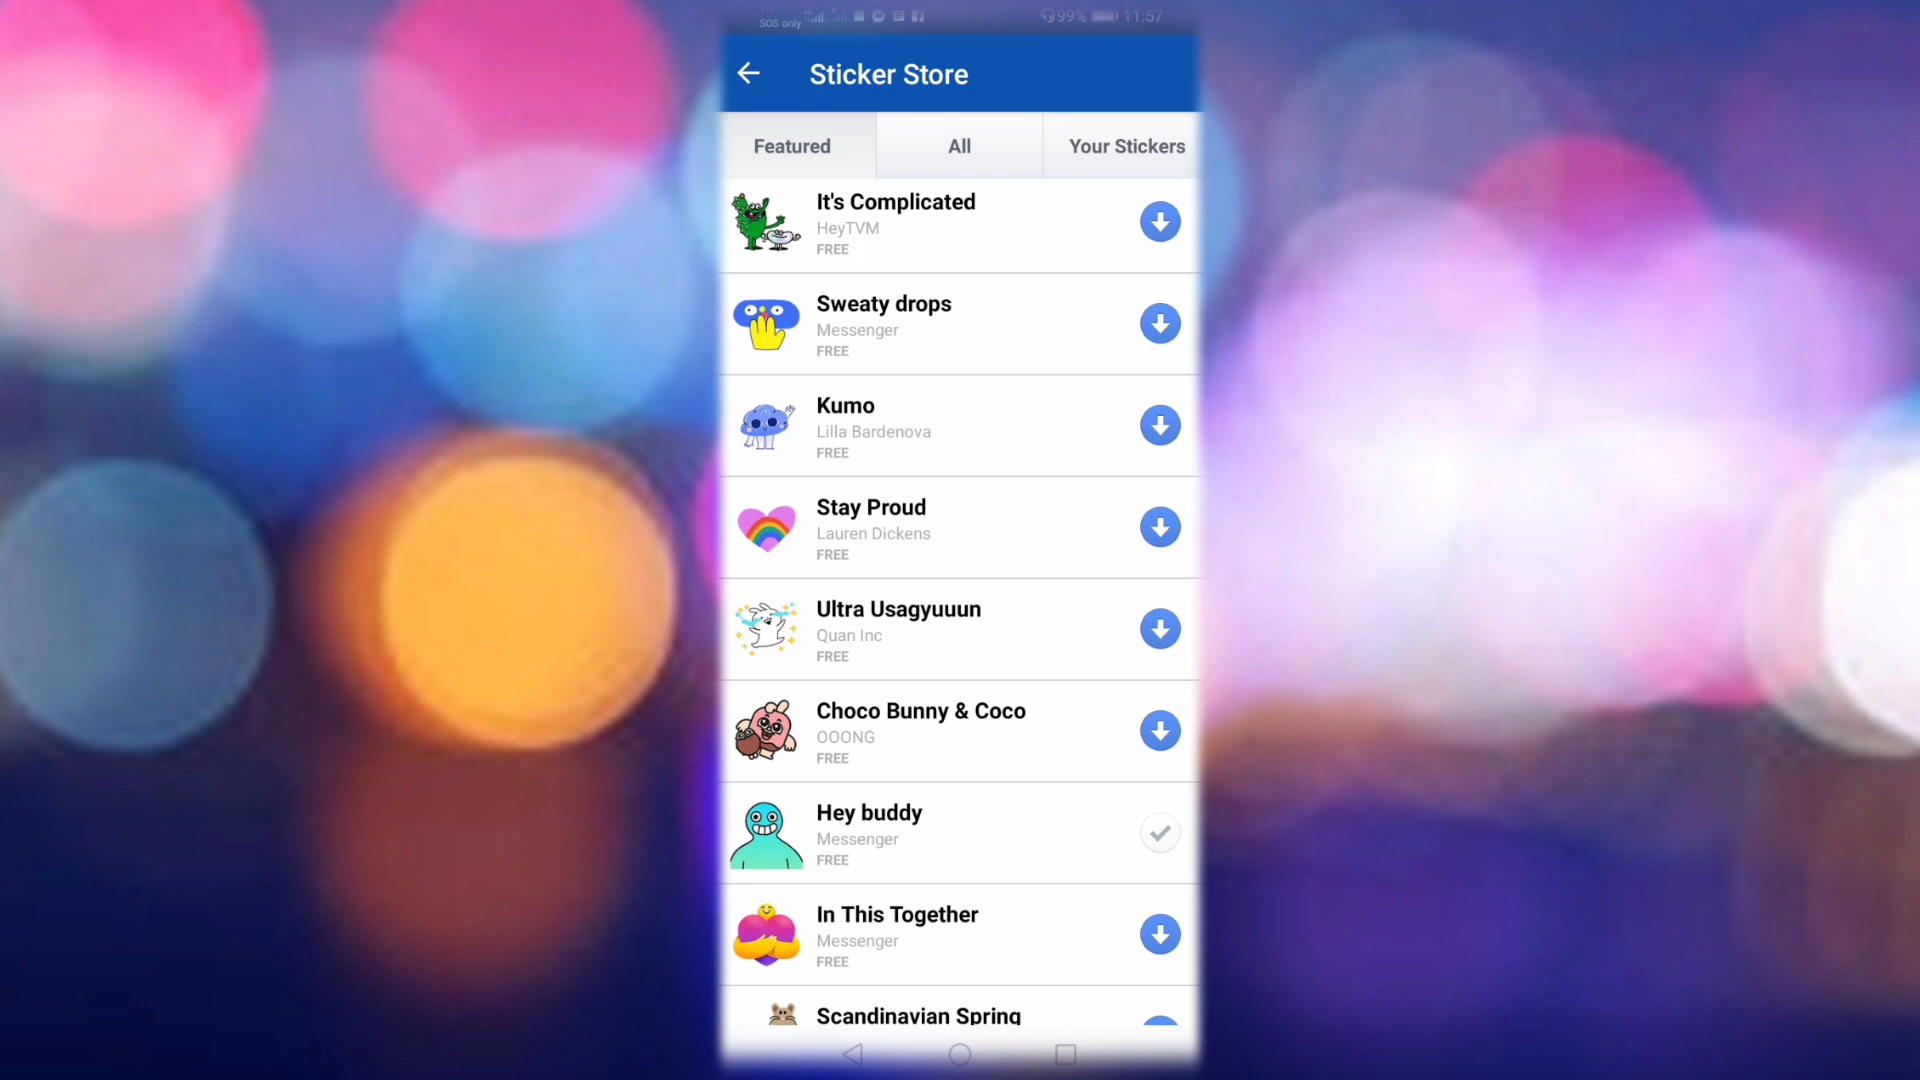 SOS only
99% 11:57
Sticker Store
Featured
All
Your Stickers
It's Complicated
HeyTVM
FREE
Sweaty drops
Messenger
FREE
Kumo
Lilla Bardenova
FREE
Stay Proud
Lauren Dickens
FREE
Ultra Usagyuuun
Quan Inc
FREE
Choco Bunny & Coco
OOONG
FREE
Hey buddy
Messenger
FREE
In This Together
Messenger
FREE
Scandinavian Spring